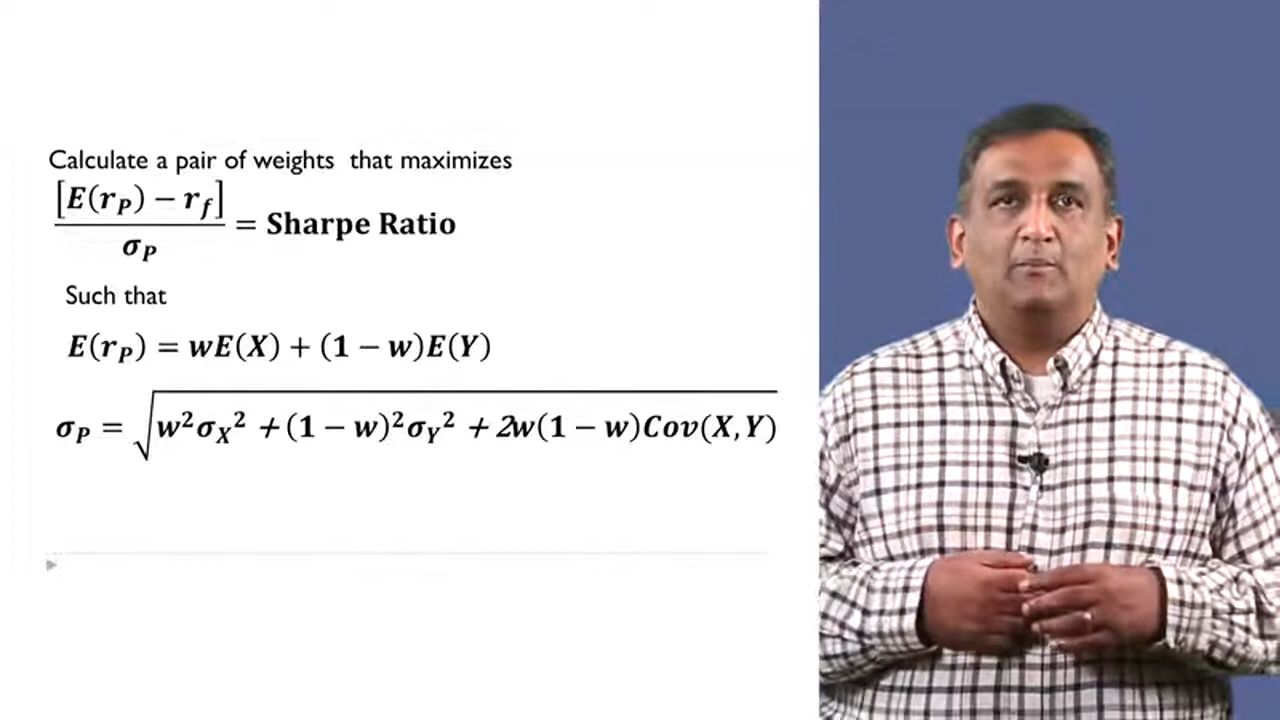 Calculate a pair of weights that maximizes
[E(r_P) − r_f] / σ_P = Sharpe Ratio
Such that
E(r_P) = wE(X) + (1 − w)E(Y)
σ_P = √(w²σ_X² + (1 − w)²σ_Y² + 2w(1 − w)Cov(X, Y))